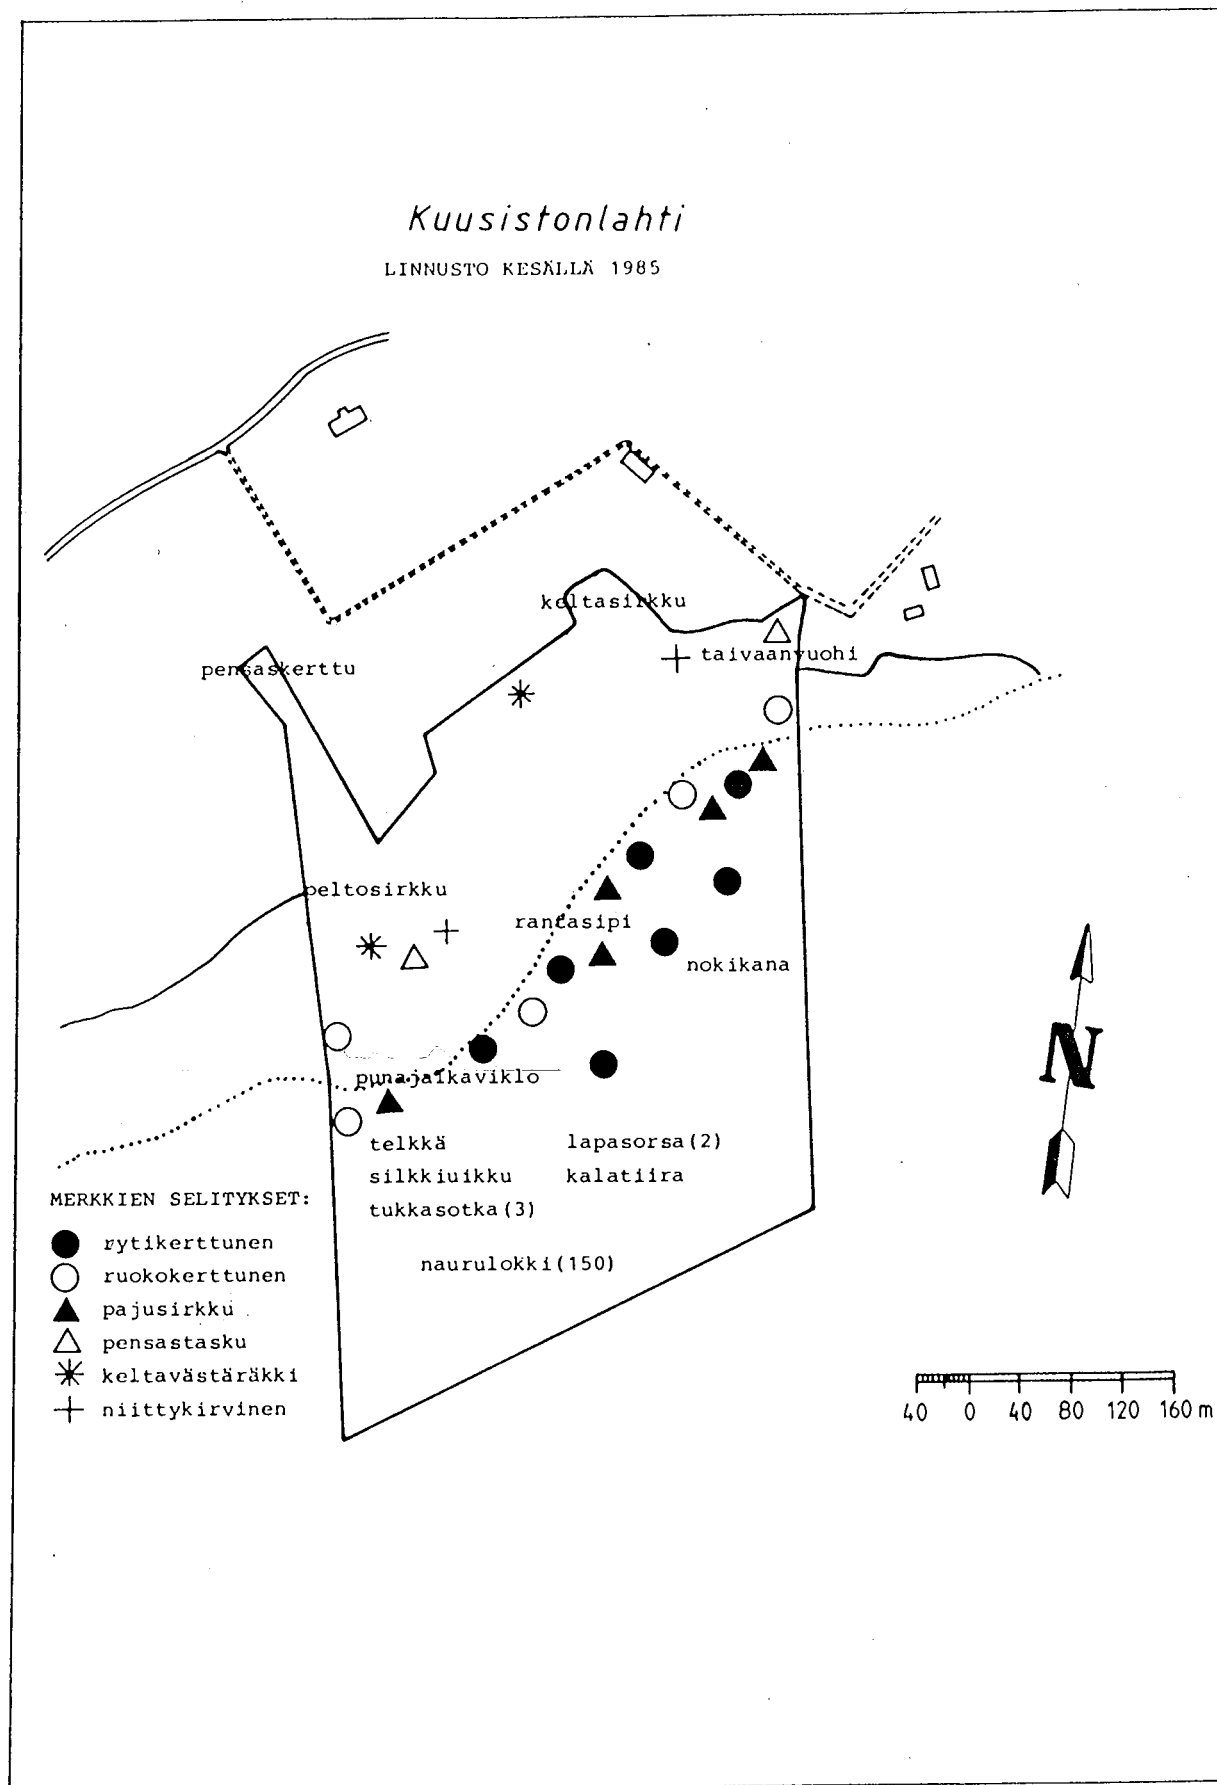 Kuusistonlahti
LINNUSTO KESÄLLÄ 1985
keltasirkku
taivaanvuohi
pensaskerttu
peltosirkku
rantasipi
nokikana
punajalkaviklo
telkkä
lapasorsa(2)
silkkiuikku
kalatiira
tukkasotka(3)
naurulokki(150)
N
MERKKIEN SELITYKSET:
rytikerttunen
ruokokerttunen
pajusirkku
pensastasku
keltavästäräkki
niittykirvinen
40 0 40 80 120 160 m